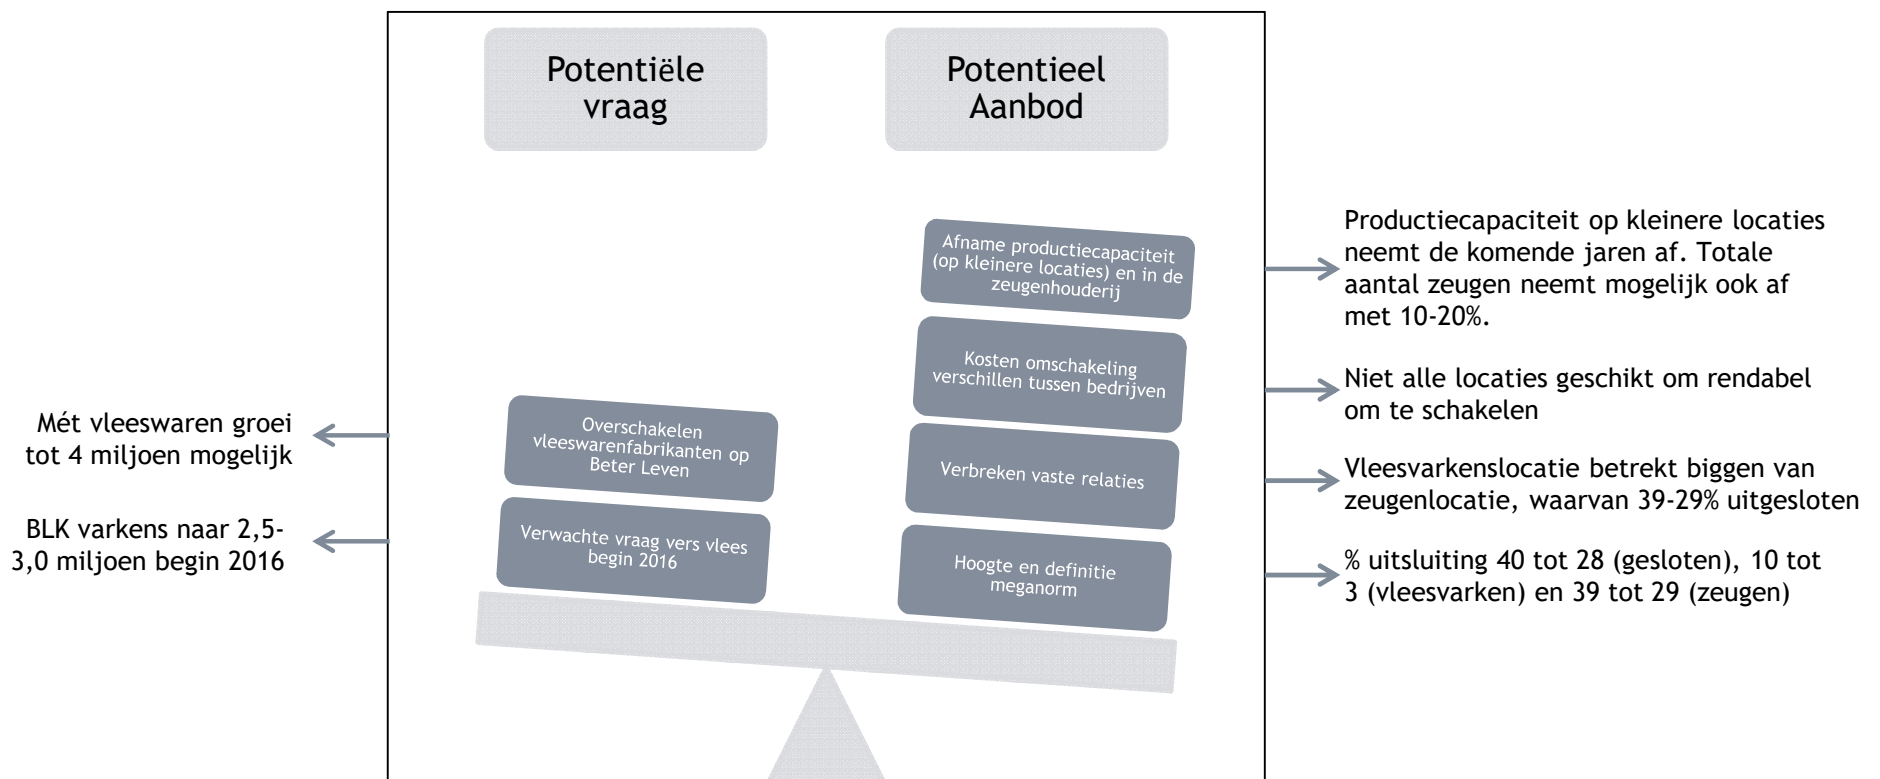 Potentiële
vraag
Potentieel
Aanbod
Afname productiecapaciteit
(op kleinere locaties) en in de
zeugenhouderij
Kosten omschakeling
verschillen tussen bedrijven
Verbreken vaste relaties
Hoogte en definitie
meganorm
Overschakelen
vleeswarenfabrikanten op
Beter Leven
Verwachte vraag vers vlees
begin 2016
Mét vleeswaren groei
tot 4 miljoen mogelijk
BLK varkens naar 2,5-
3,0 miljoen begin 2016
Productiecapaciteit op kleinere locaties
neemt de komende jaren af. Totale
aantal zeugen neemt mogelijk ook af
met 10-20%.
Niet alle locaties geschikt om rendabel
om te schakelen
Vleesvarkenslocatie betrekt biggen van
zeugenlocatie, waarvan 39-29% uitgesloten
% uitsluiting 40 tot 28 (gesloten), 10 tot
3 (vleesvarken) en 39 tot 29 (zeugen)